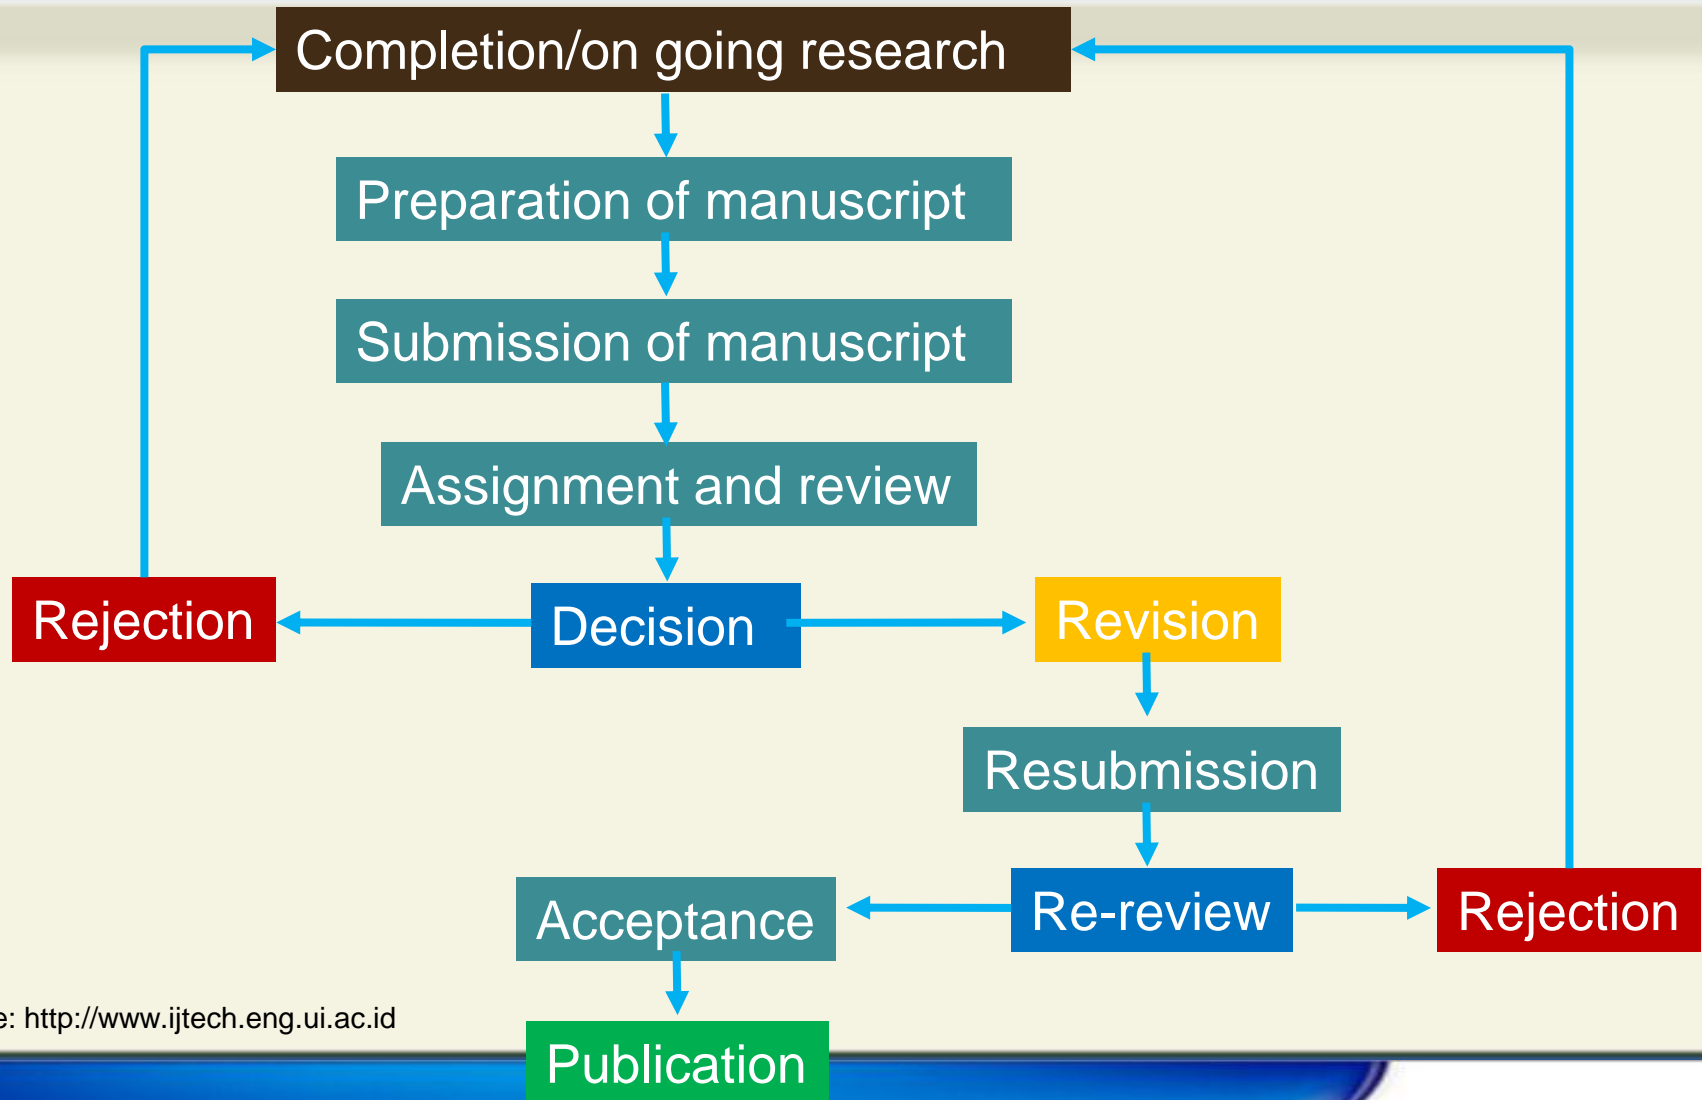 Completion/on going research
Preparation of manuscript
Submission of manuscript
Assignment and review
Rejection
Decision
Revision
Resubmission
Acceptance
Re-review
Rejection
e: http://www.ijtech.eng.ui.ac.id
Publication